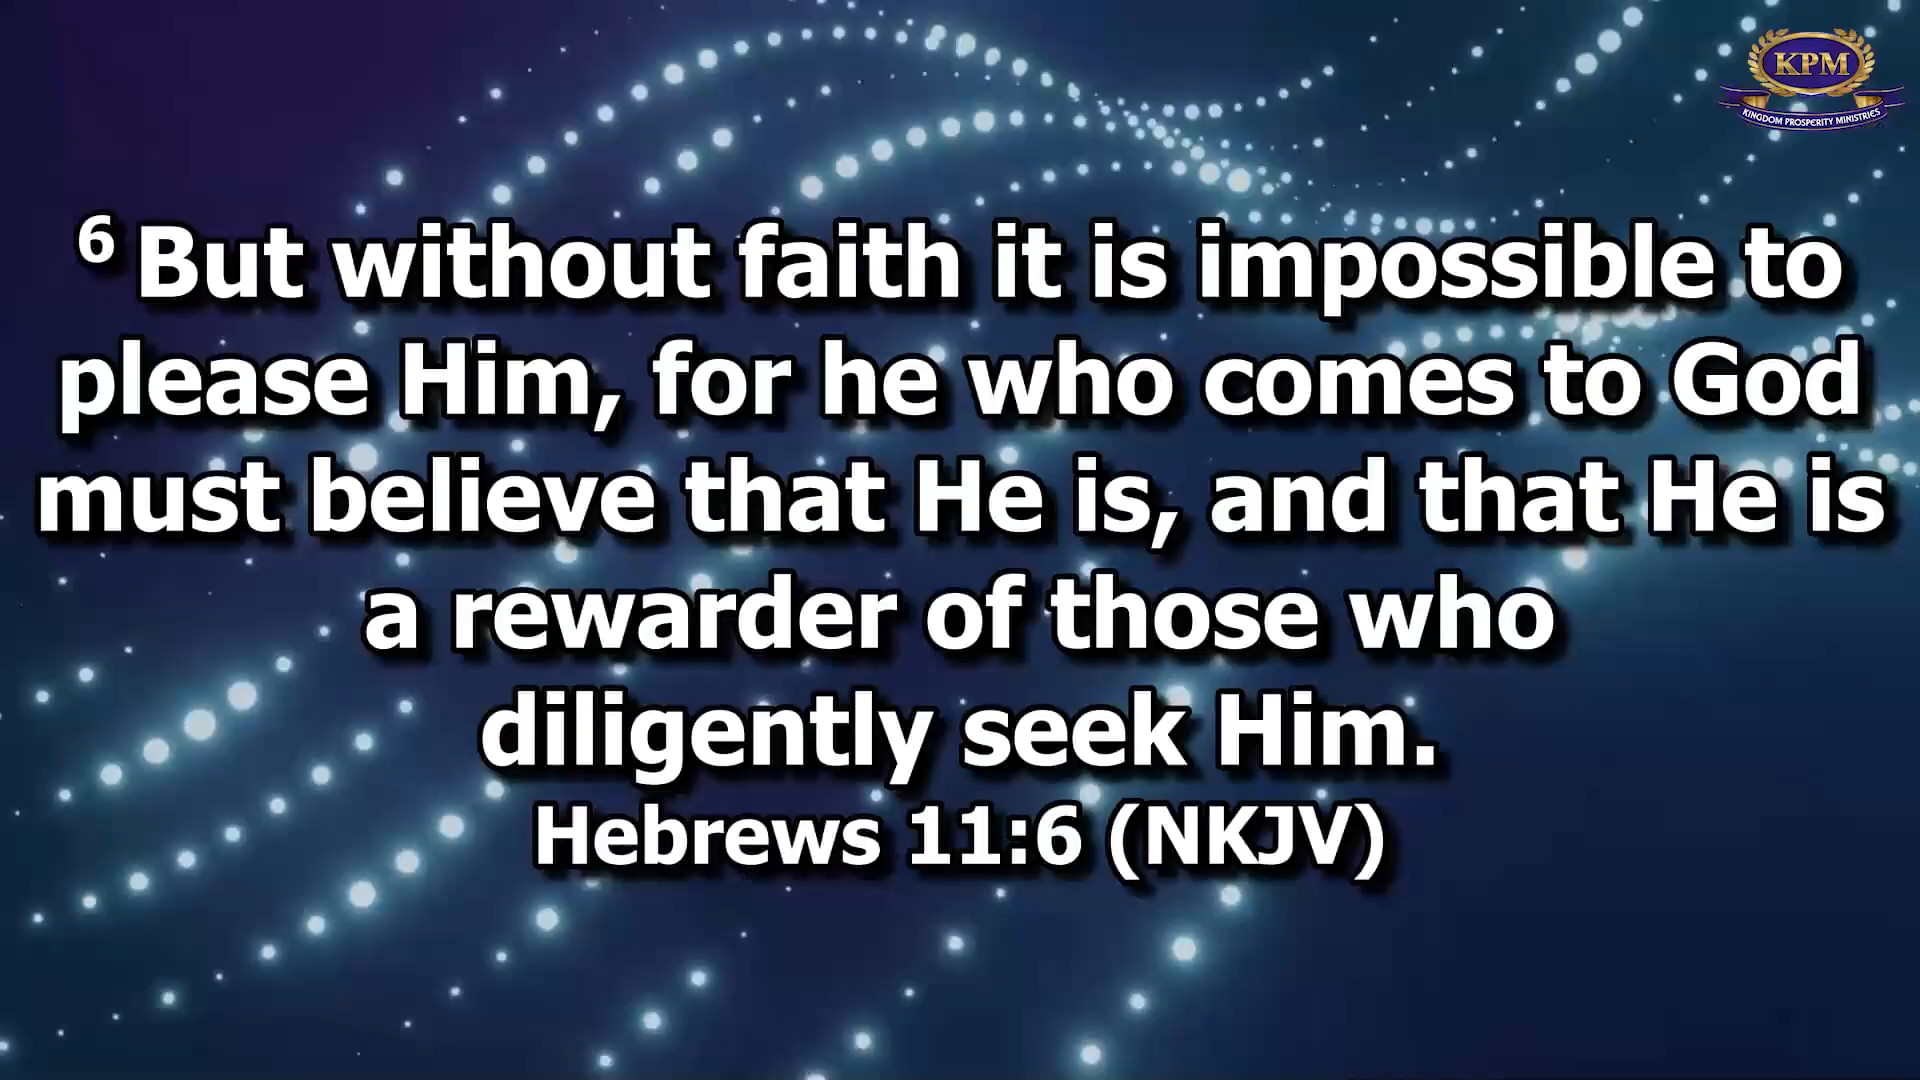 KPM
KINGDOM PROSPERITY MINISTRIES
6 But without faith it is impossible to
please Him, for he who comes to God
must believe that He is, and that He is
a rewarder of those who
diligently seek Him.
Hebrews 11:6 (NKJV)